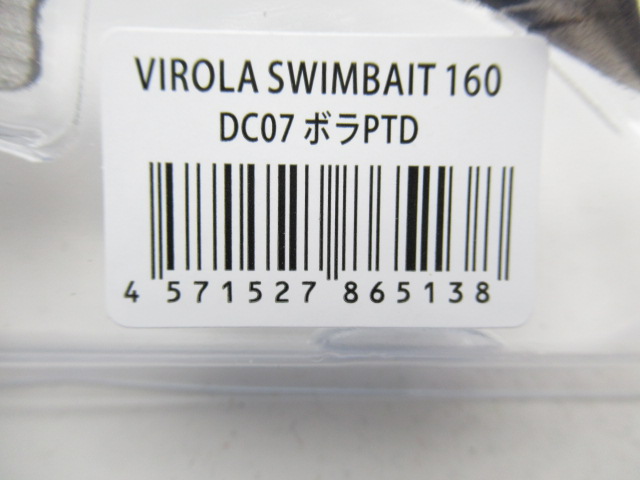 VIROLA SWIMBAIT 160
DC07 ボラPTD
4 571527 865138